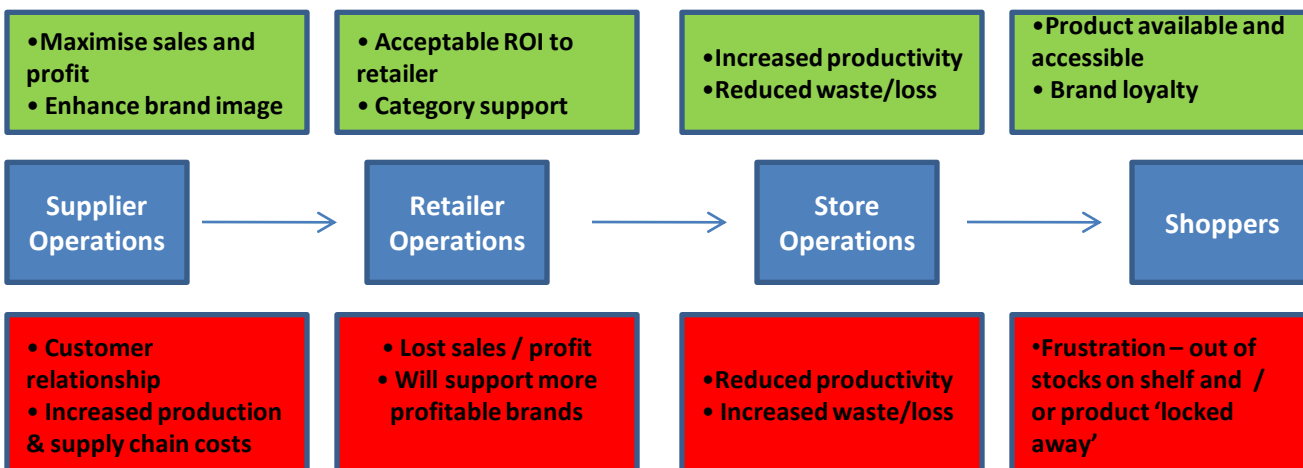 •Maximise sales and
profit
• Enhance brand image
• Acceptable ROI to
retailer
• Category support
•Increased productivity
•Reduced waste/loss
•Product available and
accessible
• Brand loyalty
Supplier
Operations
Retailer
Operations
Store
Operations
Shoppers
• Customer
relationship
• Increased production
& supply chain costs
• Lost sales / profit
• Will support more
profitable brands
•Reduced productivity
• Increased waste/loss
•Frustration – out of
stocks on shelf and /
or product ‘locked
away’